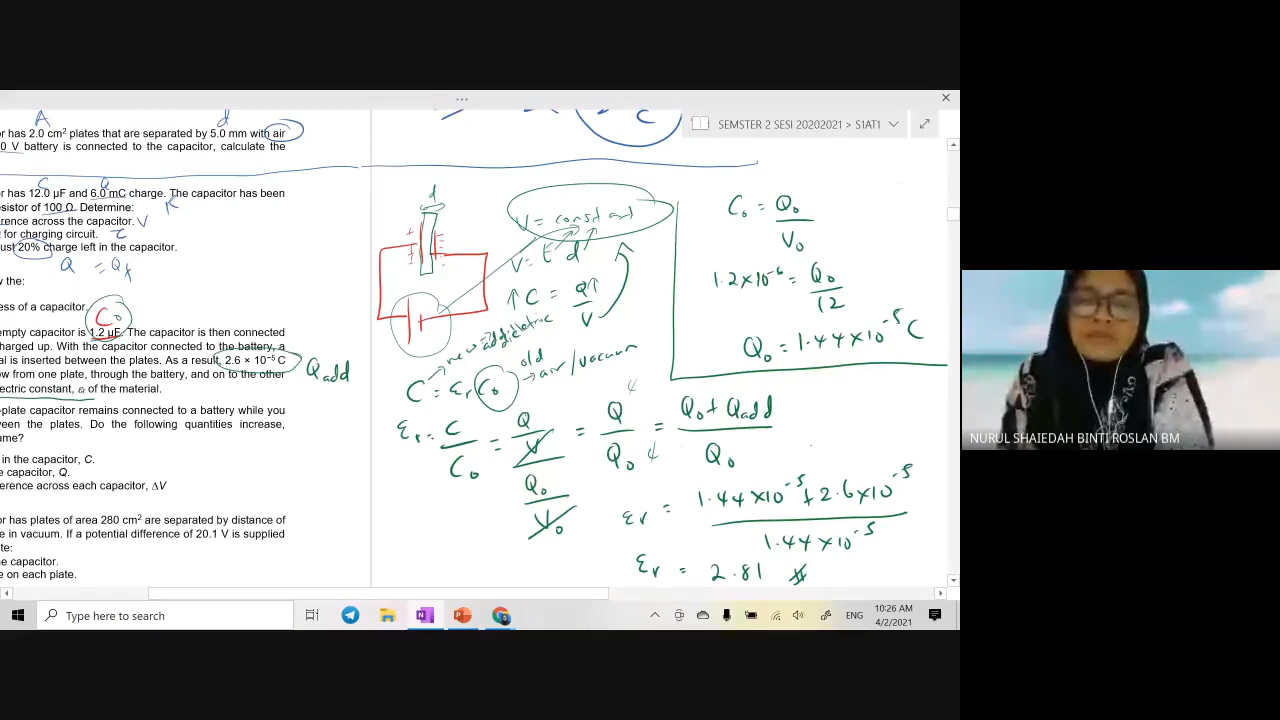 A d
or has 2.0 cm² plates that are separated by 5.0 mm with air
0 V battery is connected to the capacitor, calculate the
C Q
or has 12.0 µF and 6.0 mC charge. The capacitor has been
esistor of 100 Ω. Determine: R
rence across the capacitor. V
for charging circuit. τ
ust 20% charge left in the capacitor.
Q = Qf
w the:
ess of a capacitor
C₀
empty capacitor is 1.2 µF. The capacitor is then connected
harged up. With the capacitor connected to the battery, a
al is inserted between the plates. As a result, 2.6 × 10⁻⁵ C
ow from one plate, through the battery, and on to the other
ectric constant, εr of the material.
Q add
-plate capacitor remains connected to a battery while you
ween the plates. Do the following quantities increase,
ame?
in the capacitor, C.
e capacitor, Q.
erence across each capacitor, ΔV
or has plates of area 280 cm² are separated by distance of
e in vacuum. If a potential difference of 20.1 V is supplied
te:
he capacitor.
e on each plate.
C
SEMSTER 2 SESI 20202021 > S1AT1
d
V = constant
V = E d
↑ C = Q↑
V
new → add dielectric
old → air/vacuum
C = εr C₀
εr = C / C₀ = Q/V / Q₀/V₀ = Q / Q₀ = Q₀ + Qadd / Q₀
C₀ = Q₀ / V₀
1.2 × 10⁻⁶ = Q₀ / 12
Q₀ = 1.44 × 10⁻⁵ C
εr = 1.44 × 10⁻⁵ + 2.6 × 10⁻⁵ / 1.44 × 10⁻⁵
εr = 2.81
NURUL SHAIEDAH BINTI ROSLAN BM
Type here to search
ENG
10:26 AM
4/2/2021